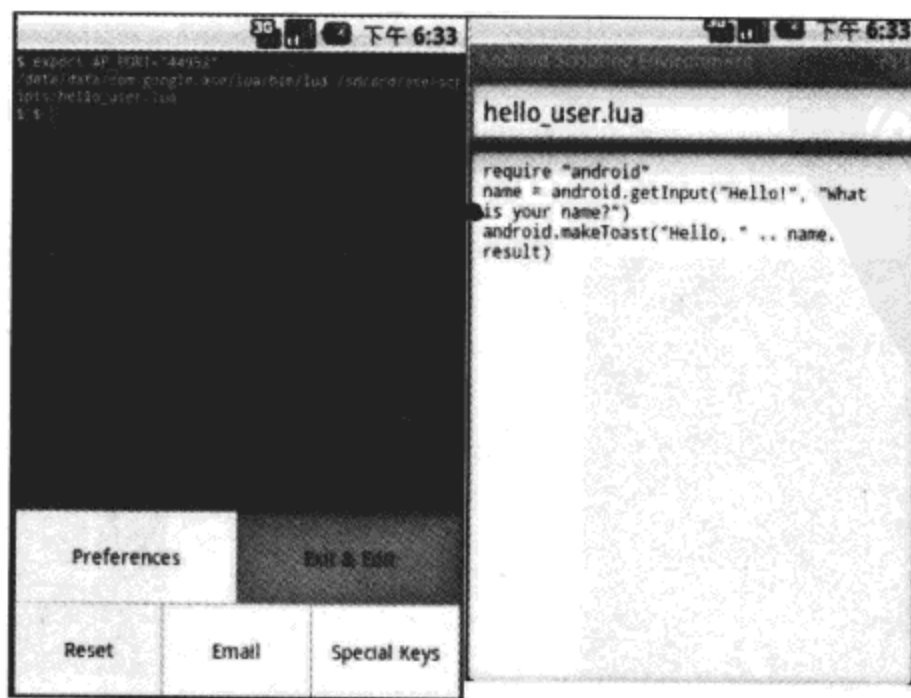 3G 下午 6:33
$ export AP_PORT="44952"
/data/data/com.google.ase/lua/bin/lua /sdcard/ase/scr
ipts/hello_user.lua
$ $
Preferences
Exit & Edit
Reset
Email
Special Keys
下午 6:33
Android Scripting Environment
hello_user.lua
require "android"
name = android.getInput("Hello!", "What
is your name?")
android.makeToast("Hello, " .. name.
result)